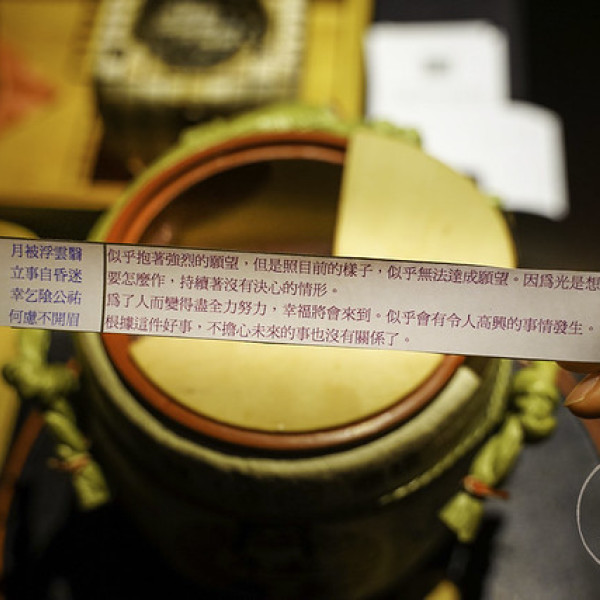 月被浮雲翳
立事自昏迷
幸乞陰公祐
何慮不開眉
似乎抱著強烈的願望,但是照目前的樣子,似乎無法達成願望。因爲光是想
要怎麼作,持續著沒有決心的情形。
爲了人而變得盡全力努力,幸福將會來到。似乎會有令人高興的事情發生。
根據這件好事,不擔心未來的事也沒有關係了。